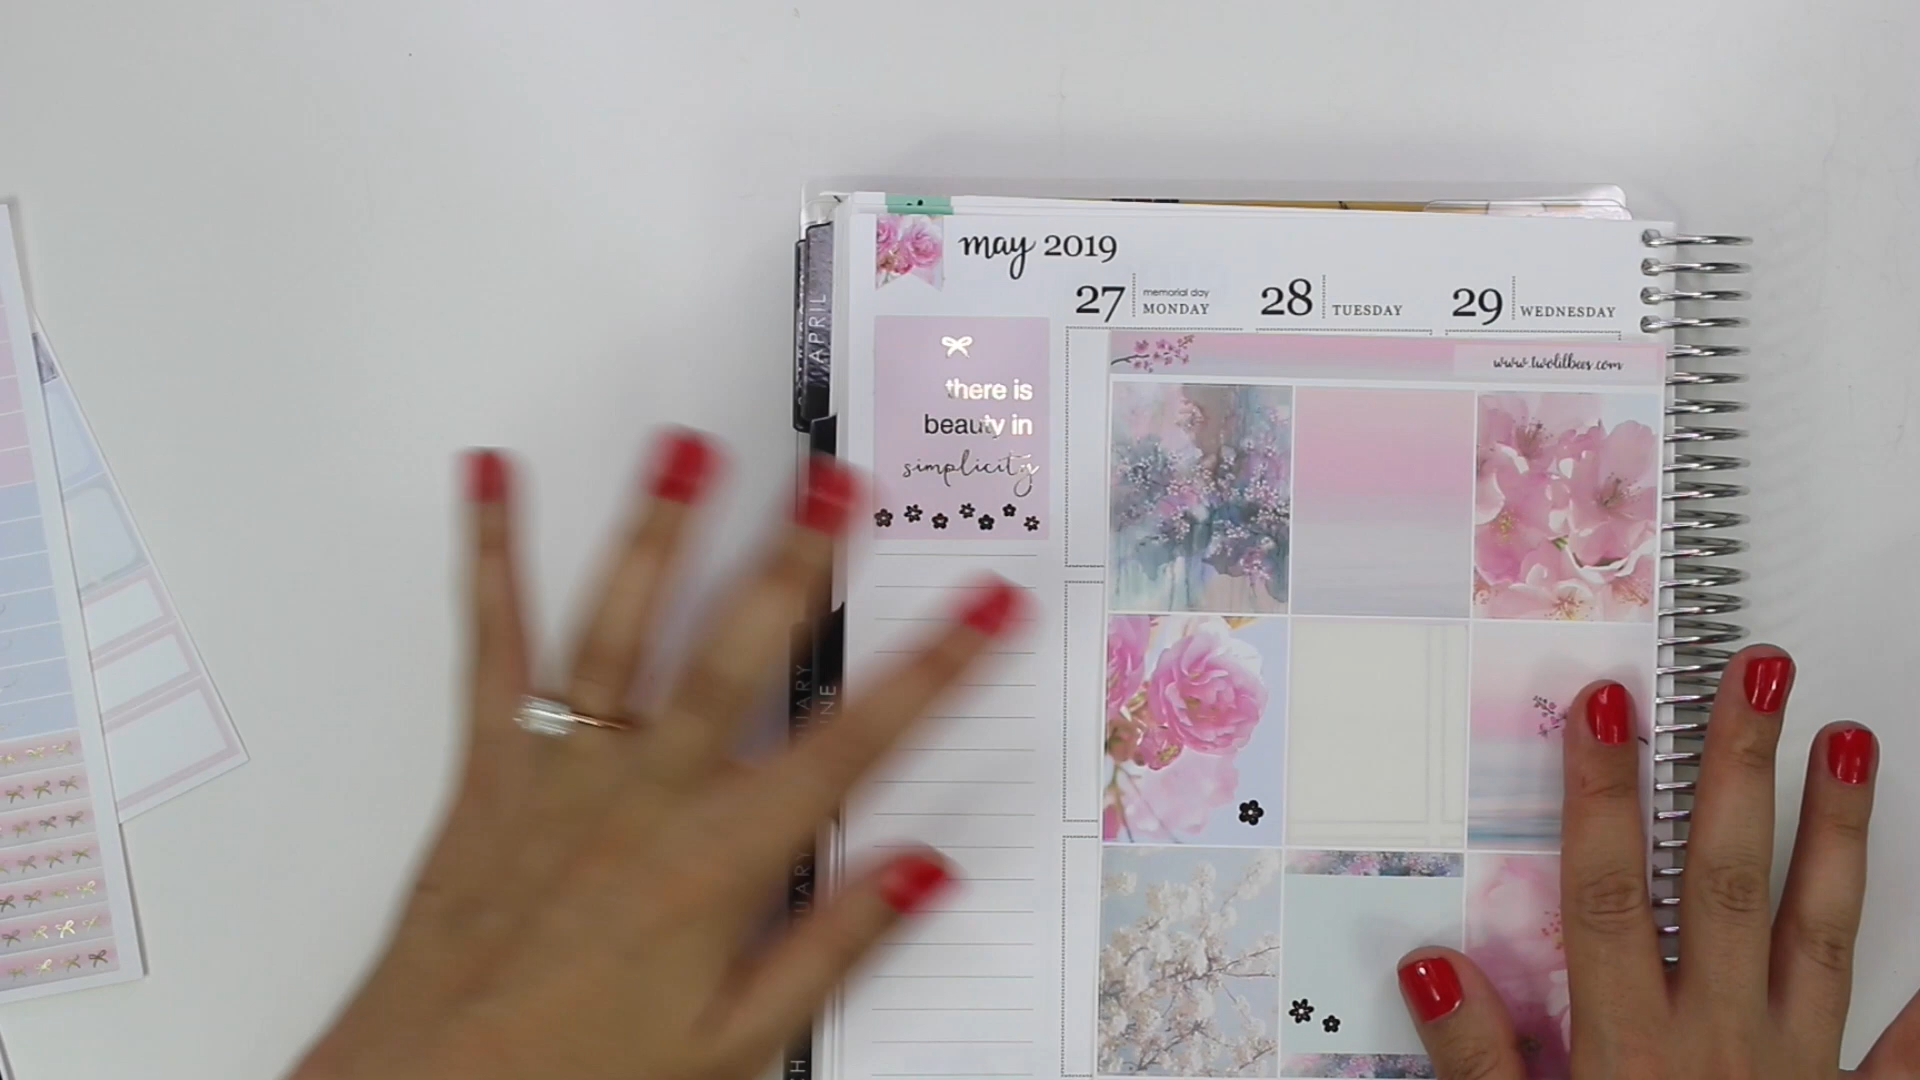 may 2019
27 memorial day MONDAY
28 TUESDAY
29 WEDNESDAY
APRIL
www.twolilbees.com
there is
beauty in
simplicity